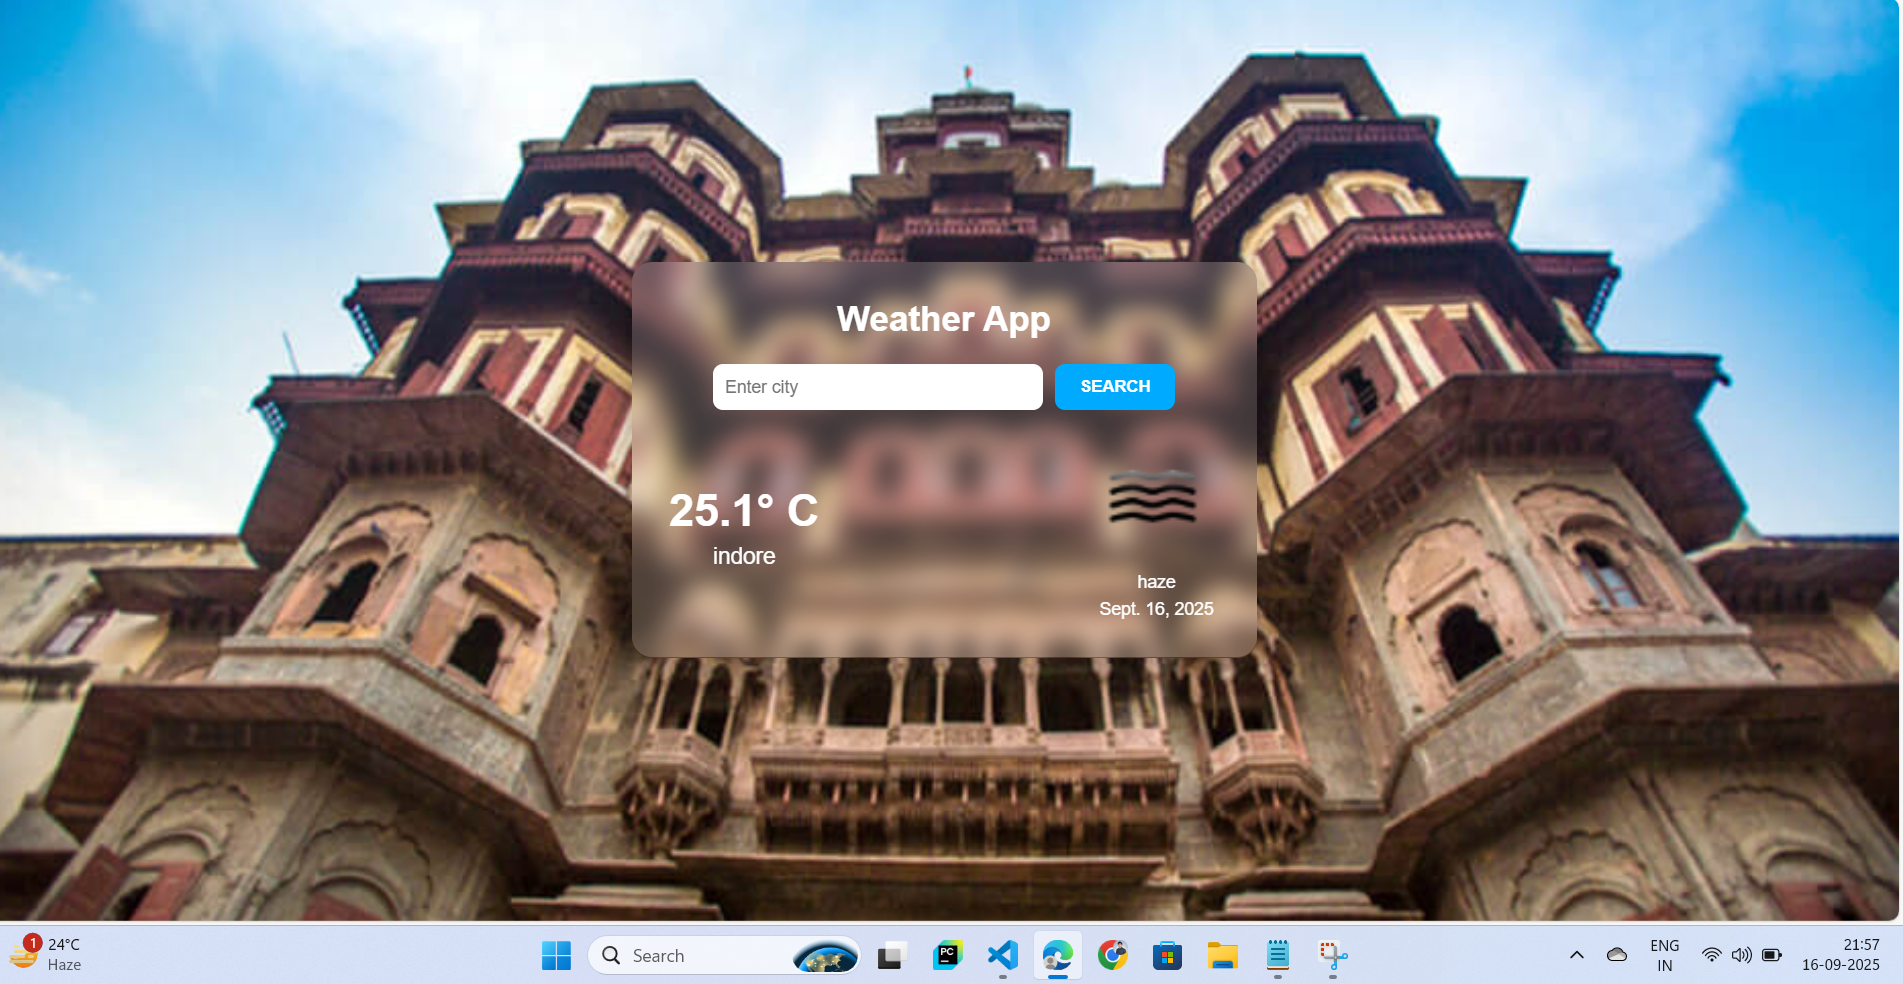 Weather App
Enter city
SEARCH
25.1° C
indore
haze
Sept. 16, 2025
1
24°C
Haze
Search
PC
ENG
IN
21:57
16-09-2025